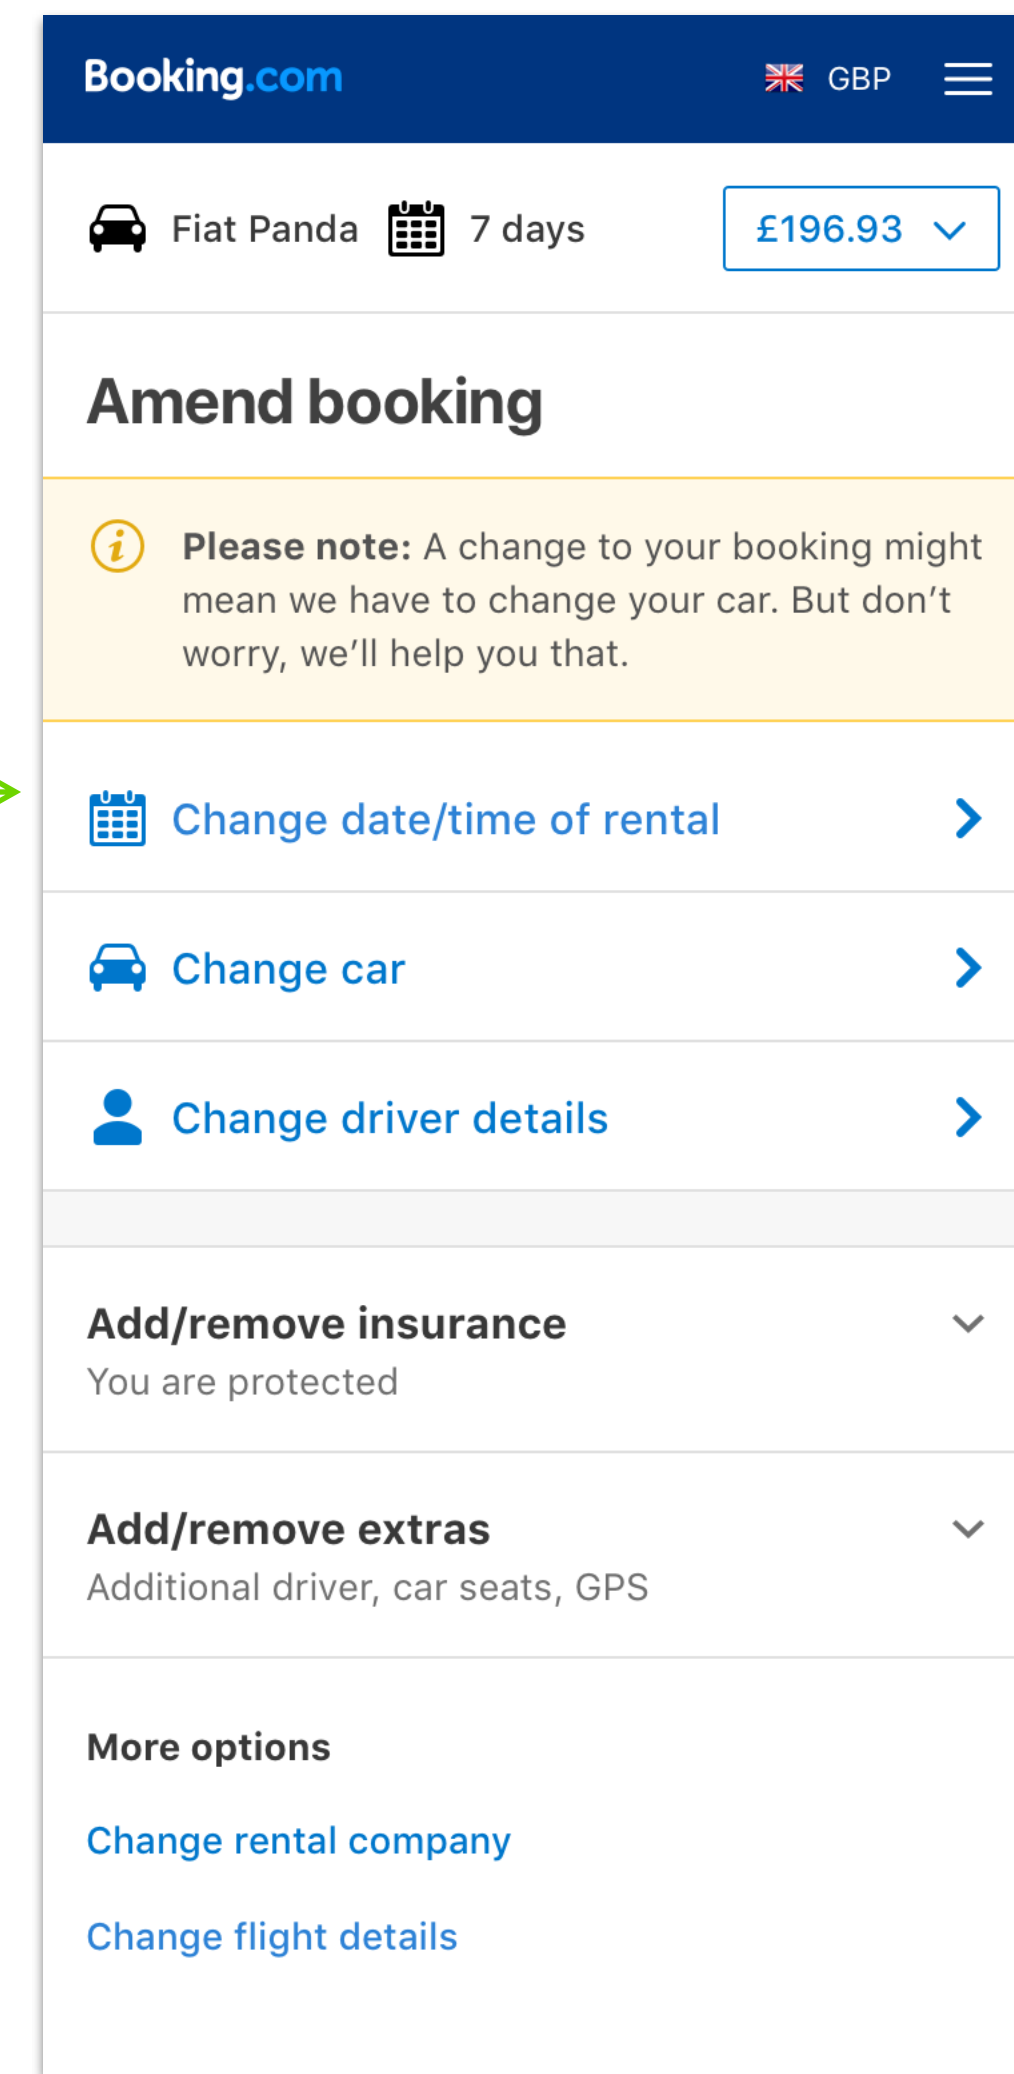 Booking.com GBP
Fiat Panda 7 days £196.93
Amend booking
Please note: A change to your booking might
mean we have to change your car. But don’t
worry, we’ll help you that.
Change date/time of rental
Change car
Change driver details
Add/remove insurance
You are protected
Add/remove extras
Additional driver, car seats, GPS
More options
Change rental company
Change flight details